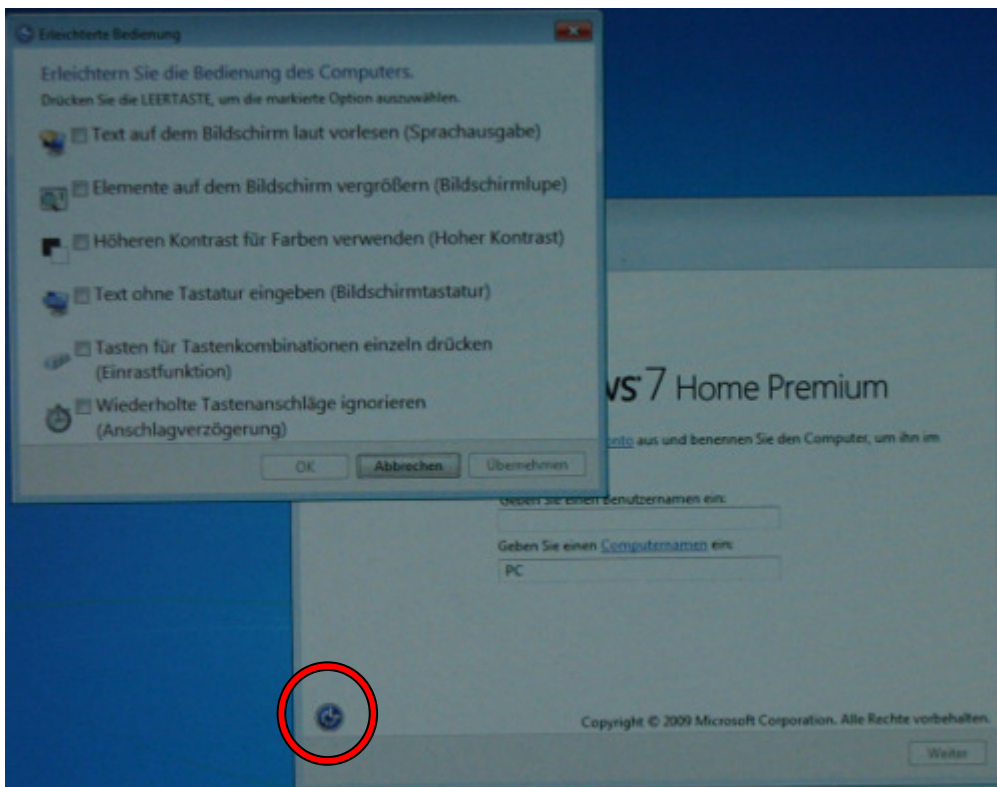 Erleichterte Bedienung
Erleichtern Sie die Bedienung des Computers.
Drücken Sie die LEERTASTE, um die markierte Option auszuwählen.
Text auf dem Bildschirm laut vorlesen (Sprachausgabe)
Elemente auf dem Bildschirm vergrößern (Bildschirmlupe)
Höheren Kontrast für Farben verwenden (Hoher Kontrast)
Text ohne Tastatur eingeben (Bildschirmtastatur)
Tasten für Tastenkombinationen einzeln drücken
(Einrastfunktion)
Wiederholte Tastenanschläge ignorieren
(Anschlagverzögerung)
OK Abbrechen Übernehmen
ws 7 Home Premium
onto aus und benennen Sie den Computer, um ihn im
Geben Sie einen Benutzernamen ein:
Geben Sie einen Computernamen ein:
PC
Copyright © 2009 Microsoft Corporation. Alle Rechte vorbehalten.
Weiter